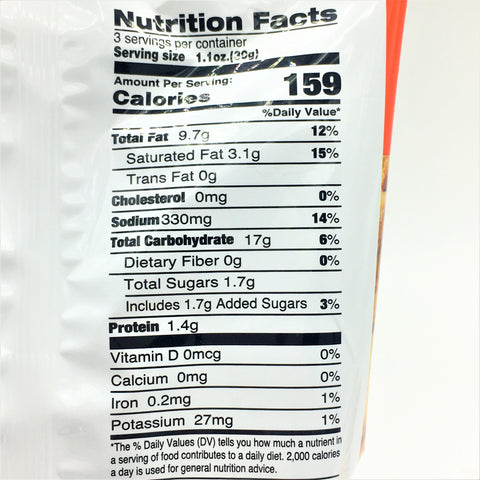 Nutrition Facts
3 servings per container
Serving size 1.1oz.(30g)
Amount Per Serving:
Calories 159
%Daily Value*
Total Fat 9.7g 12%
Saturated Fat 3.1g 15%
Trans Fat 0g
Cholesterol 0mg 0%
Sodium 330mg 14%
Total Carbohydrate 17g 6%
Dietary Fiber 0g 0%
Total Sugars 1.7g
Includes 1.7g Added Sugars 3%
Protein 1.4g
Vitamin D 0mcg 0%
Calcium 0mg 0%
Iron 0.2mg 1%
Potassium 27mg 1%
*The % Daily Values (DV) tells you how much a nutrient in
a serving of food contributes to a daily diet. 2,000 calories
a day is used for general nutrition advice.